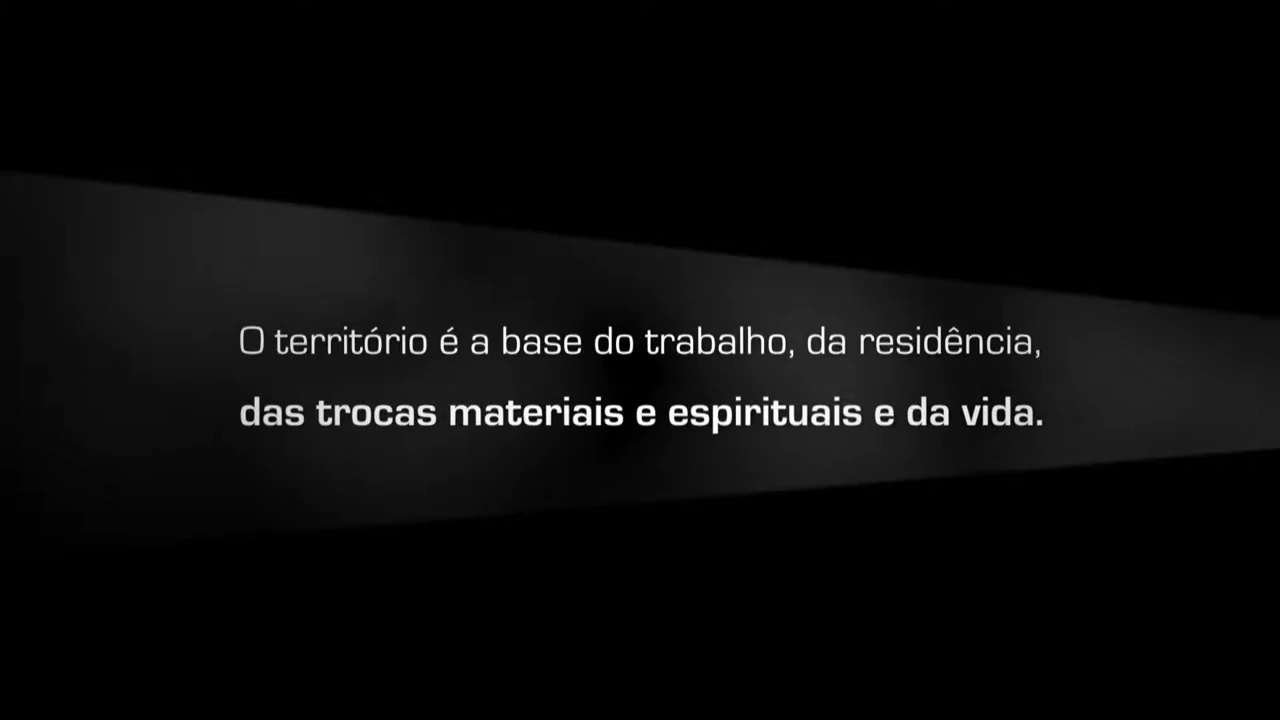 O território é a base do trabalho, da residência,
das trocas materiais e espirituais e da vida.